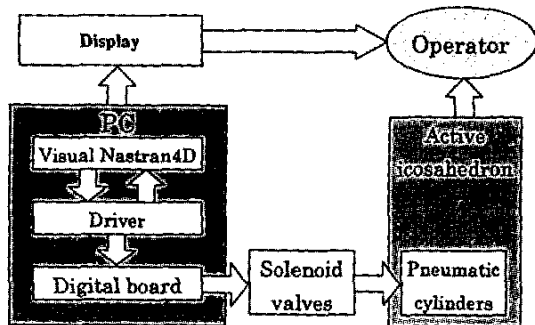 Display
Operator
PC
Visual Nastran4D
Driver
Digital board
Solenoid
valves
Active
icosahedron
Pneumatic
cylinders